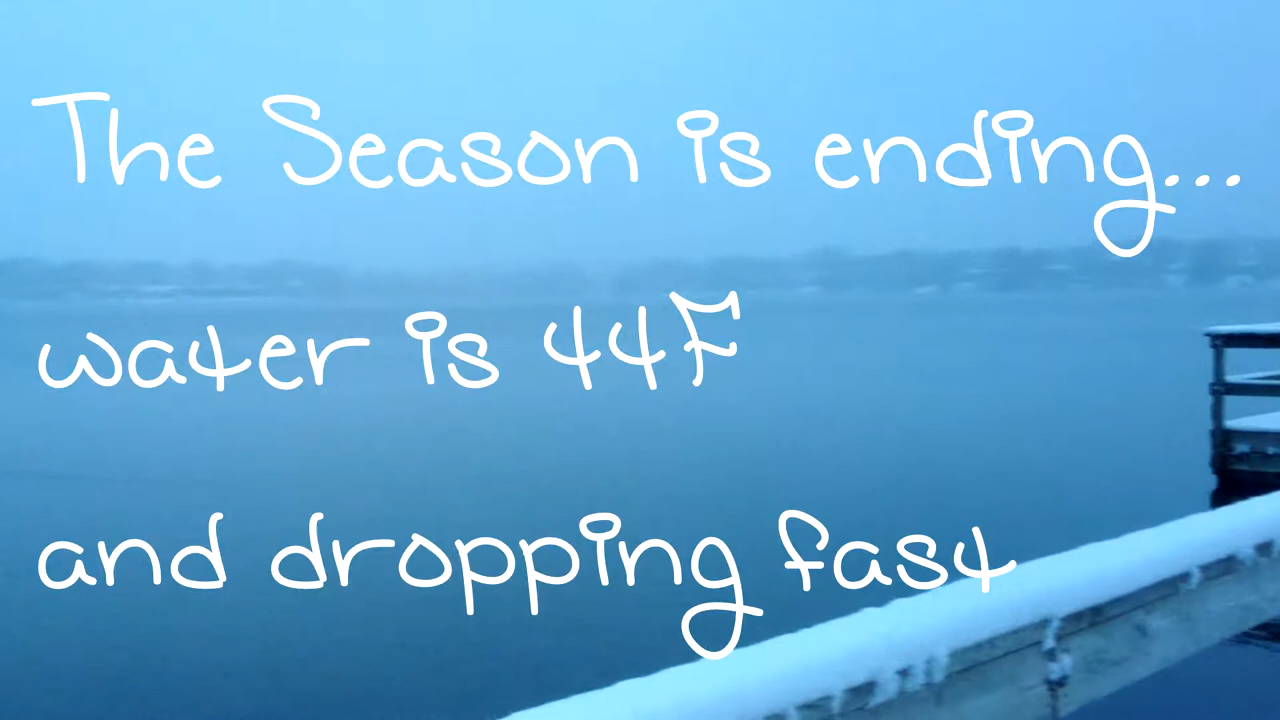 The Season is ending...
water is 44F
and dropping fast